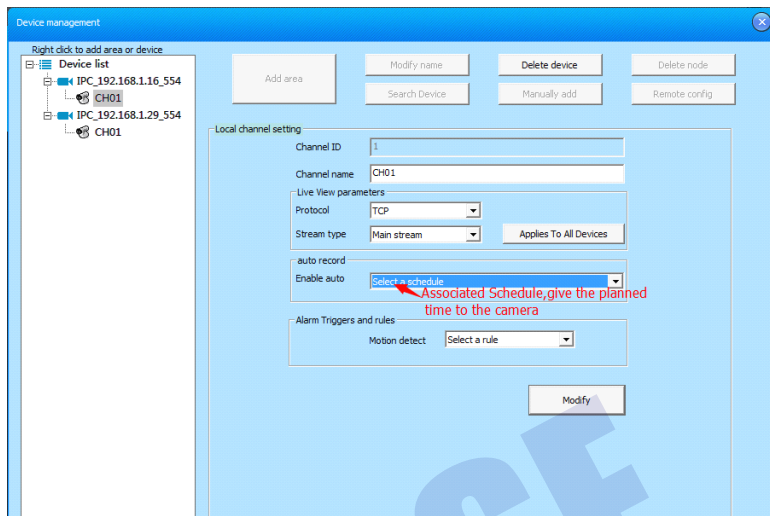 Device management
Right click to add area or device
Device list
IPC_192.168.1.16_554
CH01
IPC_192.168.1.29_554
CH01
Add area
Modify name
Delete device
Delete node
Search Device
Manually add
Remote config
Local channel setting
Channel ID
1
Channel name
CH01
Live View parameters
Protocol
TCP
Stream type
Main stream
Applies To All Devices
auto record
Enable auto
Select a schedule
Associated Schedule,give the planned
time to the camera
Alarm Triggers and rules
Motion detect
Select a rule
Modify